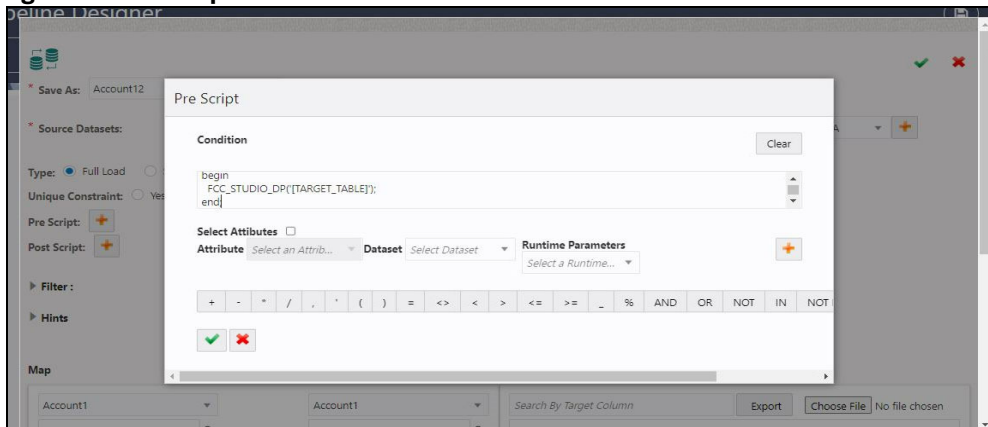 Pipeline Designer
* Save As: Account12
Pre Script
* Source Datasets:
Condition
Clear
begin
FCC_STUDIO_DP('[TARGET_TABLE]');
end;
Type: Full Load
Unique Constraint: Yes
Pre Script:
Post Script:
Select Attibutes
Attribute Select an Attrib... Dataset Select Dataset Runtime Parameters
Select a Runtime...
Filter :
Hints
+ - * / , ' ( ) = <> < > <= >= _ % AND OR NOT IN NOT
Map
Account1 Account1 Search By Target Column Export Choose File No file chosen